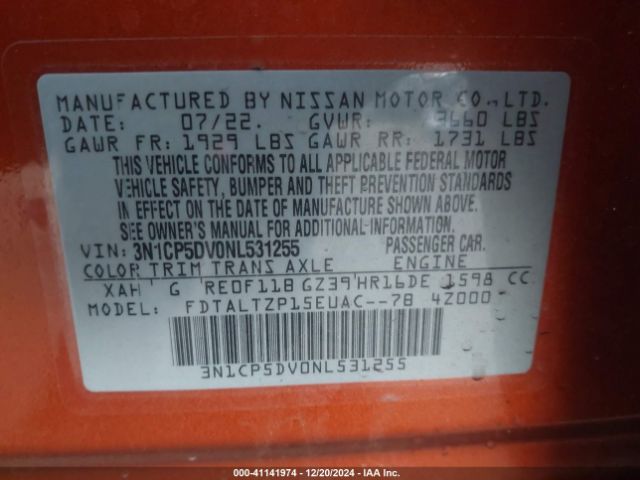 MANUFACTURED BY NISSAN MOTOR CO., LTD.
DATE: 07/22. GVWR: 3660 LBS
GAWR FR: 1929 LBS GAWR RR: 1731 LBS
THIS VEHICLE CONFORMS TO ALL APPLICABLE FEDERAL MOTOR
VEHICLE SAFETY, BUMPER AND THEFT PREVENTION STANDARDS
IN EFFECT ON THE DATE OF MANUFACTURE SHOWN ABOVE.
SEE OWNER'S MANUAL FOR ADDITIONAL-INFORMATION.
VIN: 3N1CP5DV0NL531255 PASSENGER CAR.
COLOR TRIM TRANS AXLE ENGINE
XAH G RE0F11B GZ39 HR16DE 1598 CC
MODEL: FDTALTZP15EUAC--7B 4Z000
3N1CP5DV0NL531255
000-41141974 | 12/20/2024 - IAA Inc.